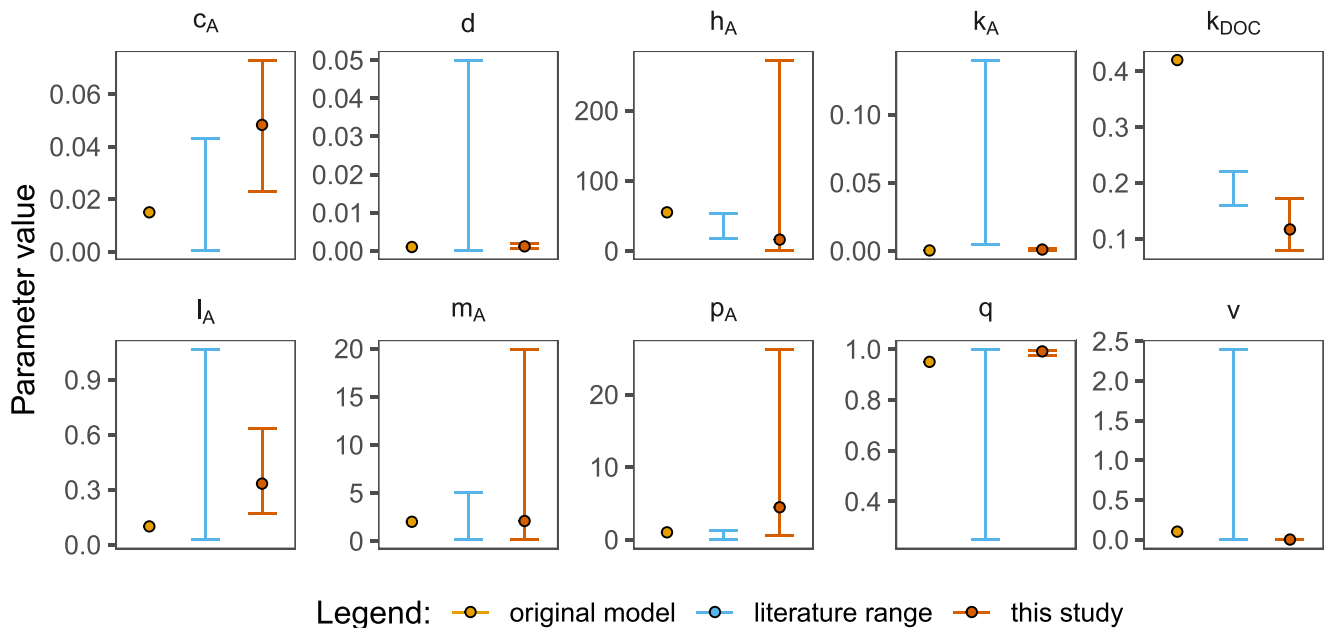 c_A d h_A k_A k_DOC
0.06 0.04 0.02 0.00
0.05 0.04 0.03 0.02 0.01 0.00
200 100 0
0.10 0.05 0.00
0.4 0.3 0.2 0.1
Parameter value
l_A m_A p_A q v
0.9 0.6 0.3 0.0
20 15 10 5 0
20 10 0
1.0 0.8 0.6 0.4
2.5 2.0 1.5 1.0 0.5 0.0
Legend: original model literature range this study